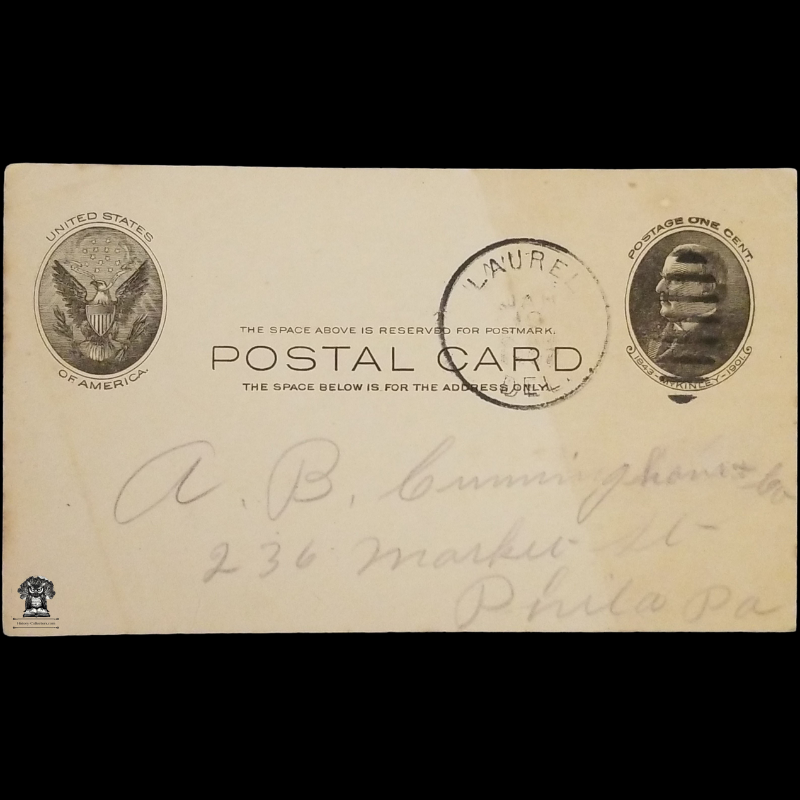 UNITED STATES
OF AMERICA.
POSTAGE ONE CENT.
1843-MCKINLEY-1901
LAUREL
JAN
DEL.
THE SPACE ABOVE IS RESERVED FOR POSTMARK.
POSTAL CARD
THE SPACE BELOW IS FOR THE ADDRESS ONLY.
A. B. Cunningham & Co
236 Market St
Phila Pa